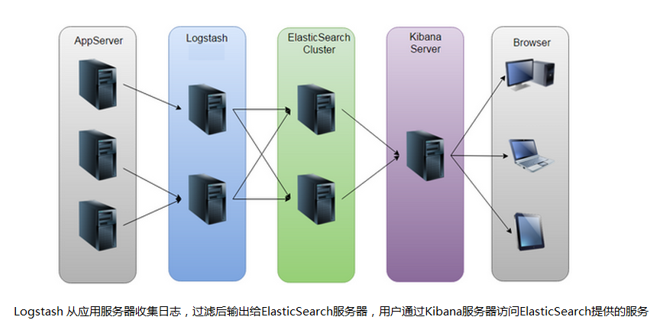 AppServer
Logstash
ElasticSearch
Cluster
Kibana
Server
Browser
Logstash 从应用服务器收集日志，过滤后输出给ElasticSearch服务器，用户通过Kibana服务器访问ElasticSearch提供的服务